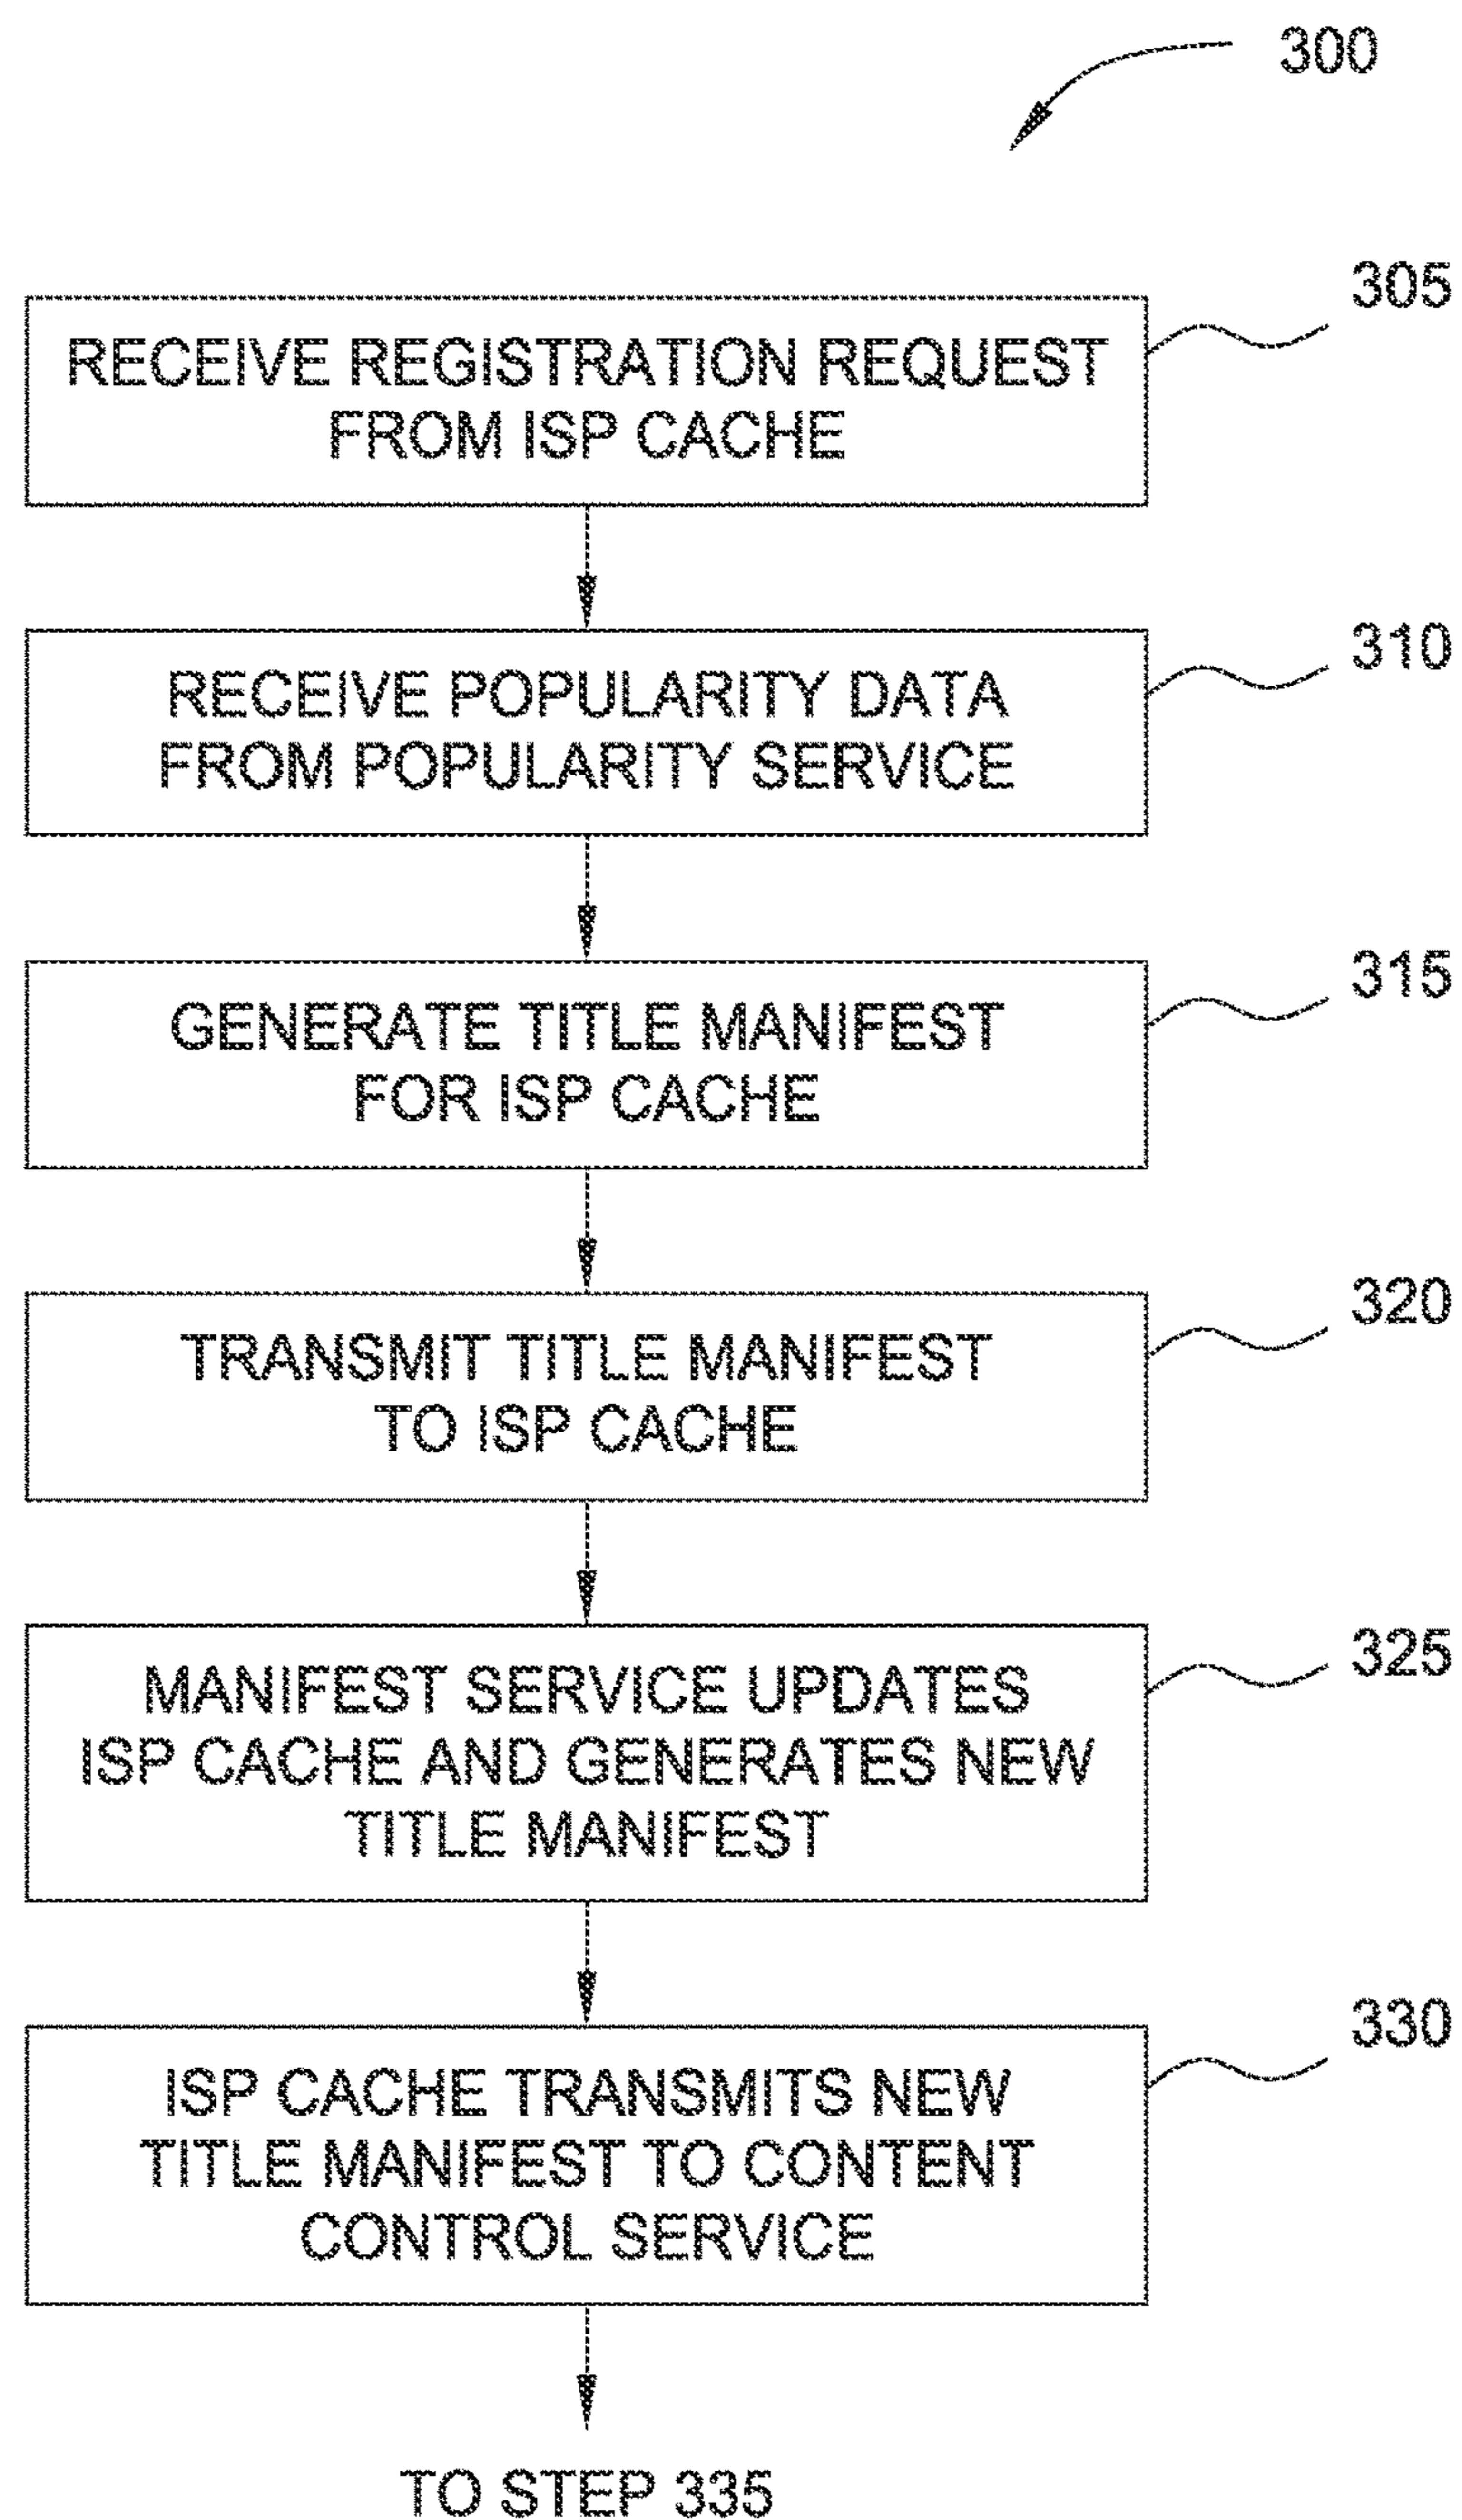 300
305
RECEIVE REGISTRATION REQUEST
FROM ISP CACHE
310
RECEIVE POPULARITY DATA
FROM POPULARITY SERVICE
315
GENERATE TITLE MANIFEST
FOR ISP CACHE
320
TRANSMIT TITLE MANIFEST
TO ISP CACHE
325
MANIFEST SERVICE UPDATES
ISP CACHE AND GENERATES NEW
TITLE MANIFEST
330
ISP CACHE TRANSMITS NEW
TITLE MANIFEST TO CONTENT
CONTROL SERVICE
TO STEP 335